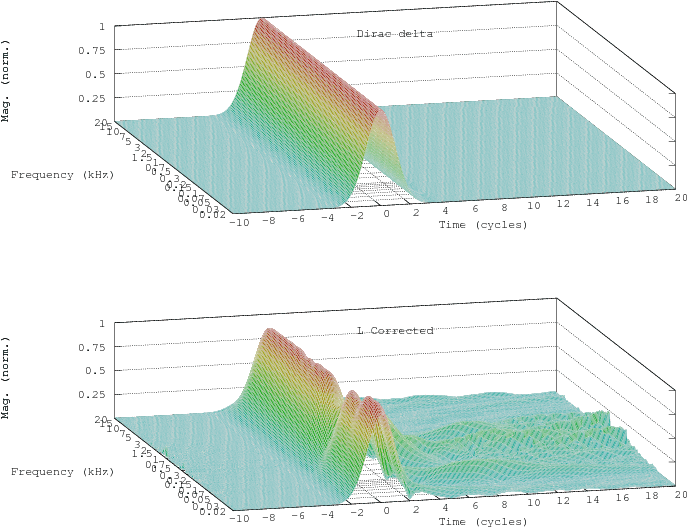 Dirac delta
Mag. (norm.)
1
0.75
0.5
0.25
20
Frequency (kHz)
-10 -8 -6 -4 -2 0 2 4 6 8 10 12 14 16 18 20
Time (cycles)
L Corrected
Mag. (norm.)
1
0.75
0.5
0.25
20
Frequency (kHz)
-10 -8 -6 -4 -2 0 2 4 6 8 10 12 14 16 18 20
Time (cycles)